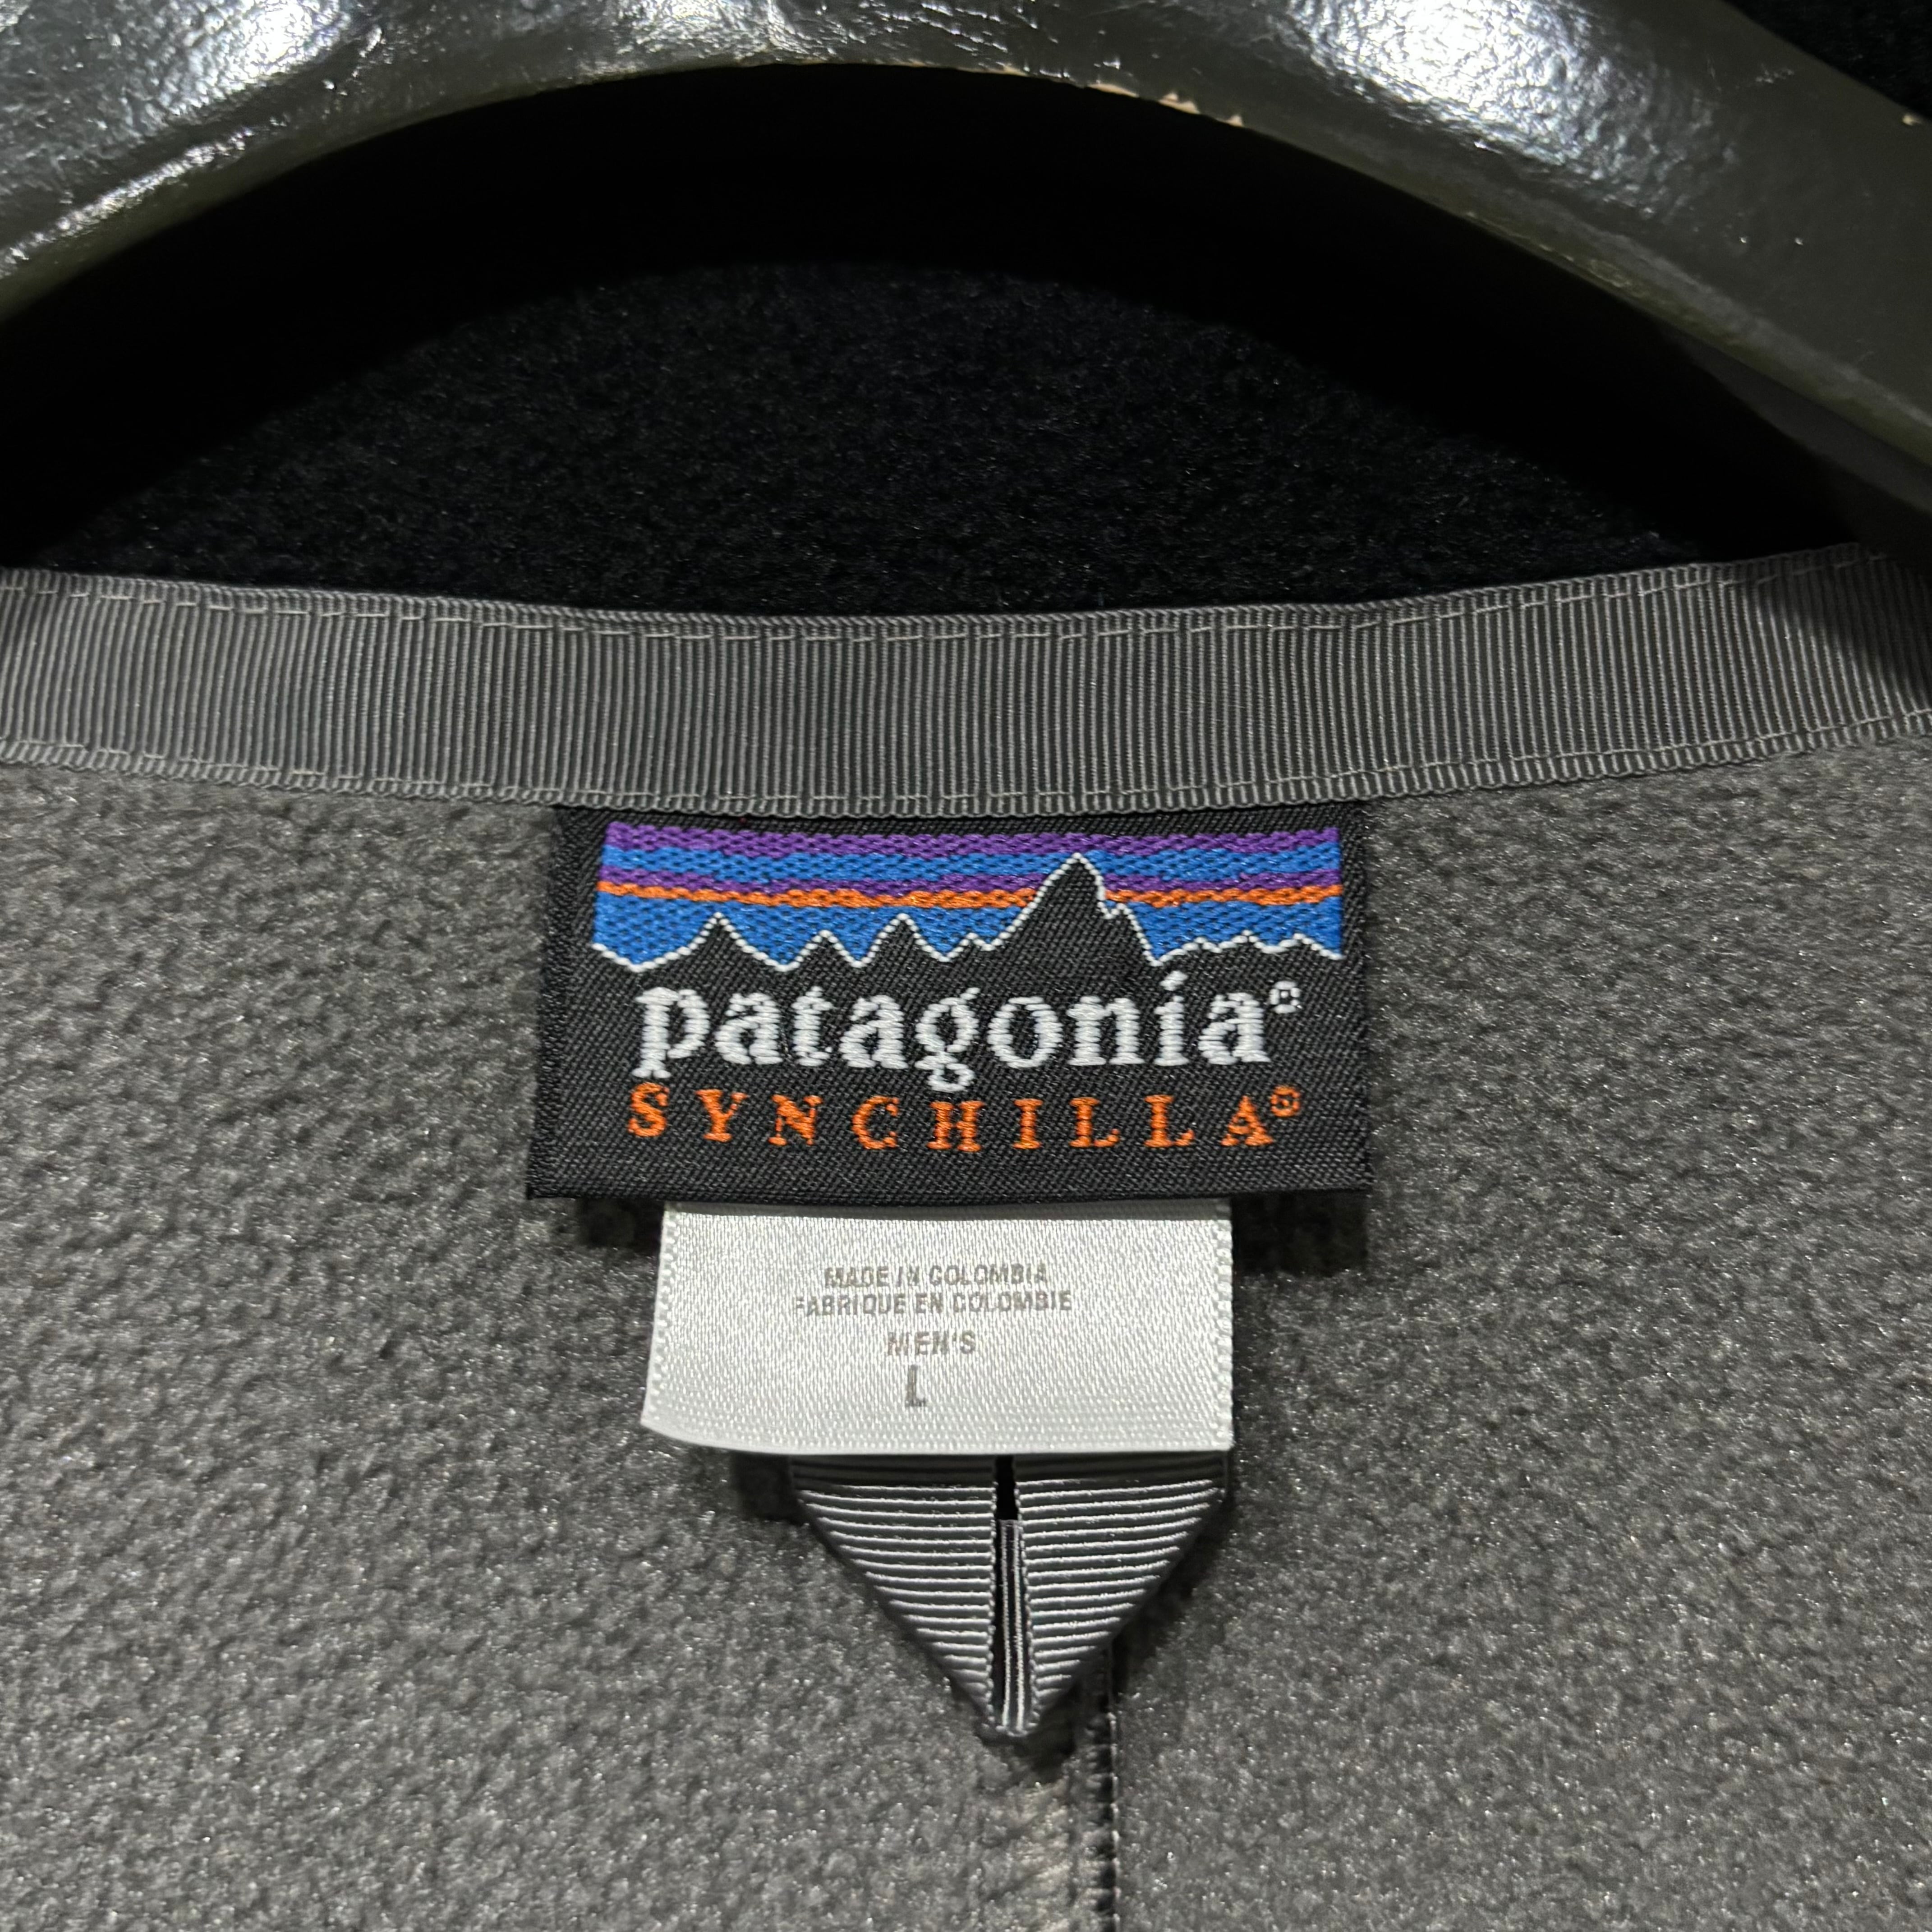 patagonia®
SYNCHILLA®
MADE IN COLOMBIA
FABRIQUE EN COLOMBIE
MEN'S
L